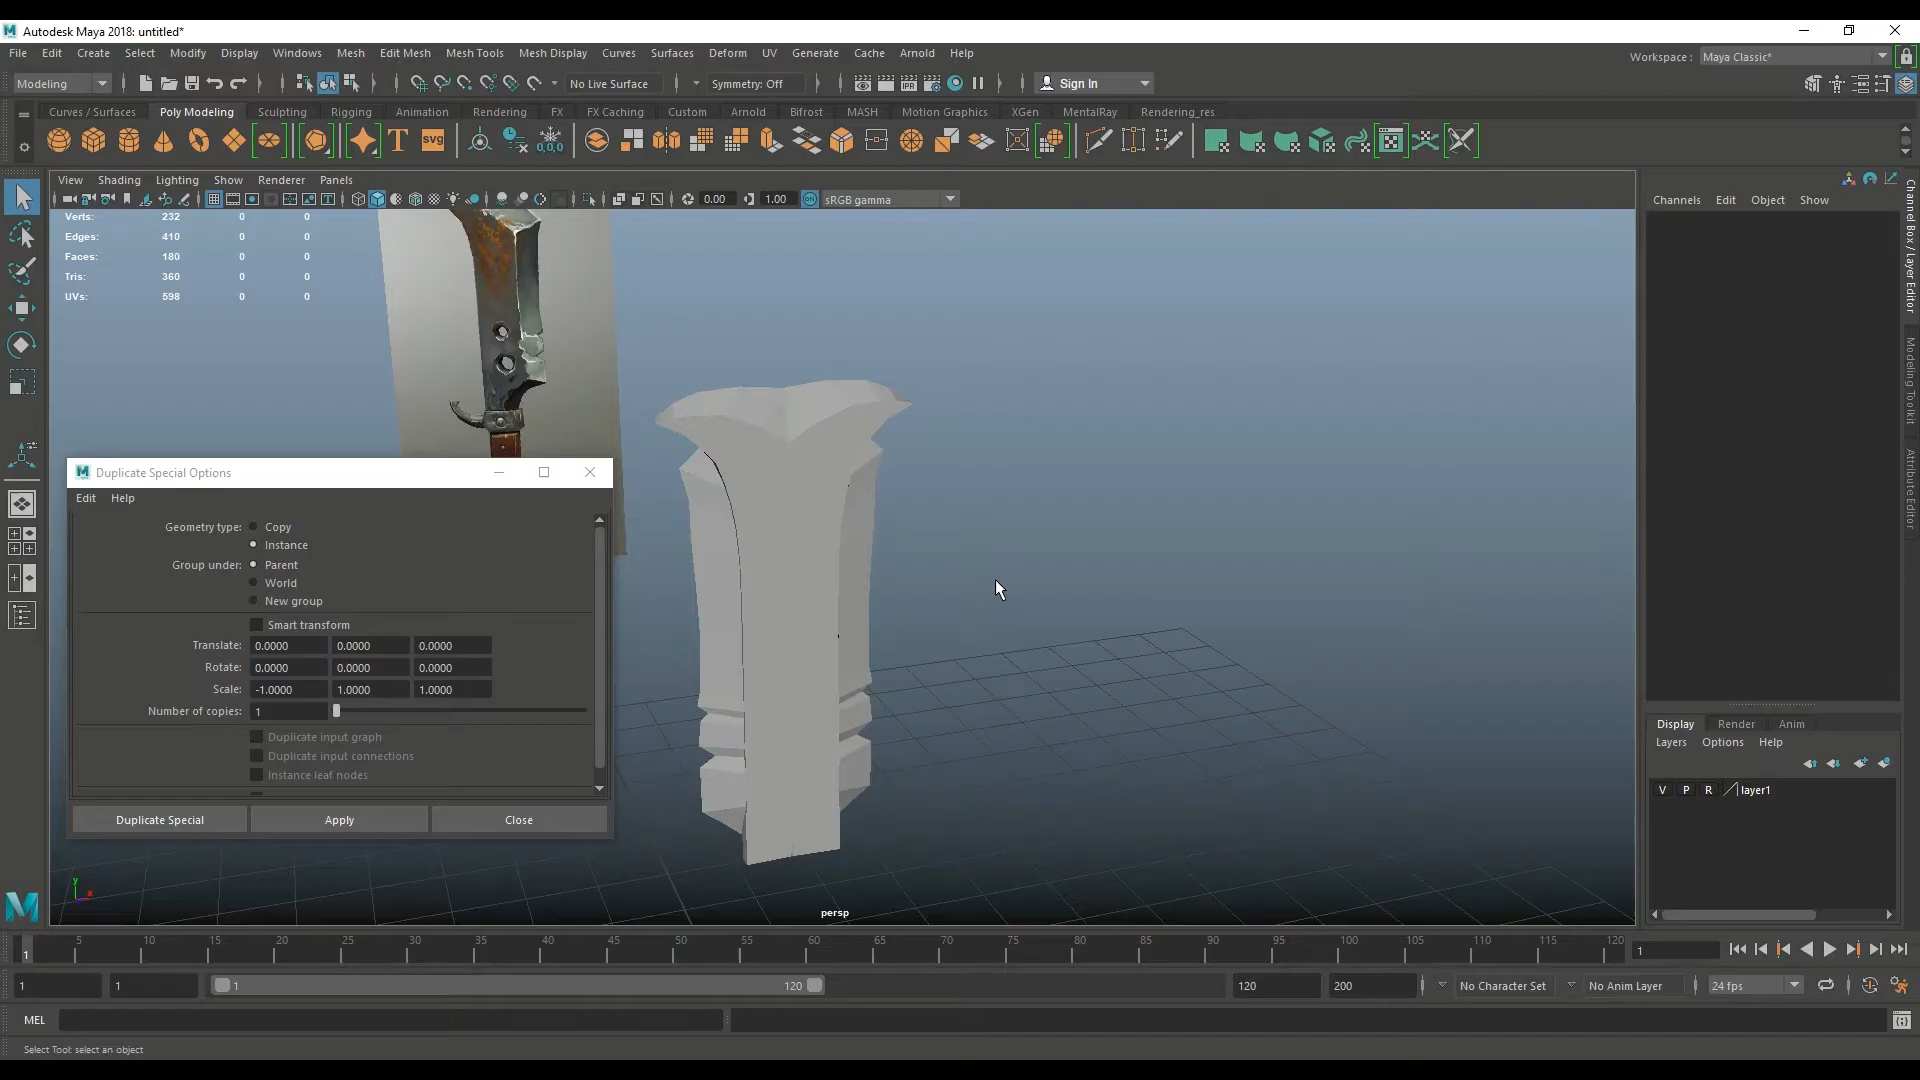 Autodesk Maya 2018: untitled*
File Edit Create Select Modify Display Windows Mesh Edit Mesh Mesh Tools Mesh Display Curves Surfaces Deform UV Generate Cache Arnold Help
Workspace : Maya Classic*
Modeling No Live Surface Symmetry: Off Sign In
Curves / Surfaces Poly Modeling Sculpting Rigging Animation Rendering FX FX Caching Custom Arnold Bifrost MASH Motion Graphics XGen MentalRay Rendering_res
View Shading Lighting Show Renderer Panels
0.00 1.00 sRGB gamma
Channels Edit Object Show
Channel Box / Layer Editor
Modeling Toolkit
Attribute Editor
Verts: 232 0 0
Edges: 410 0 0
Faces: 180 0 0
Tris: 360 0 0
UVs: 598 0 0
Duplicate Special Options
Edit Help
Geometry type: Copy
Instance
Group under: Parent
World
New group
Smart transform
Translate: 0.0000 0.0000 0.0000
Rotate: 0.0000 0.0000 0.0000
Scale: -1.0000 1.0000 1.0000
Number of copies: 1
Duplicate input graph
Duplicate input connections
Instance leaf nodes
Duplicate Special Apply Close
Display Render Anim
Layers Options Help
V P R layer1
y x
persp
1 5 10 15 20 25 30 35 40 45 50 55 60 65 70 75 80 85 90 95 100 105 110 115 120 1
1 1 1 120 120 200 No Character Set No Anim Layer 24 fps
MEL
Select Tool: select an object